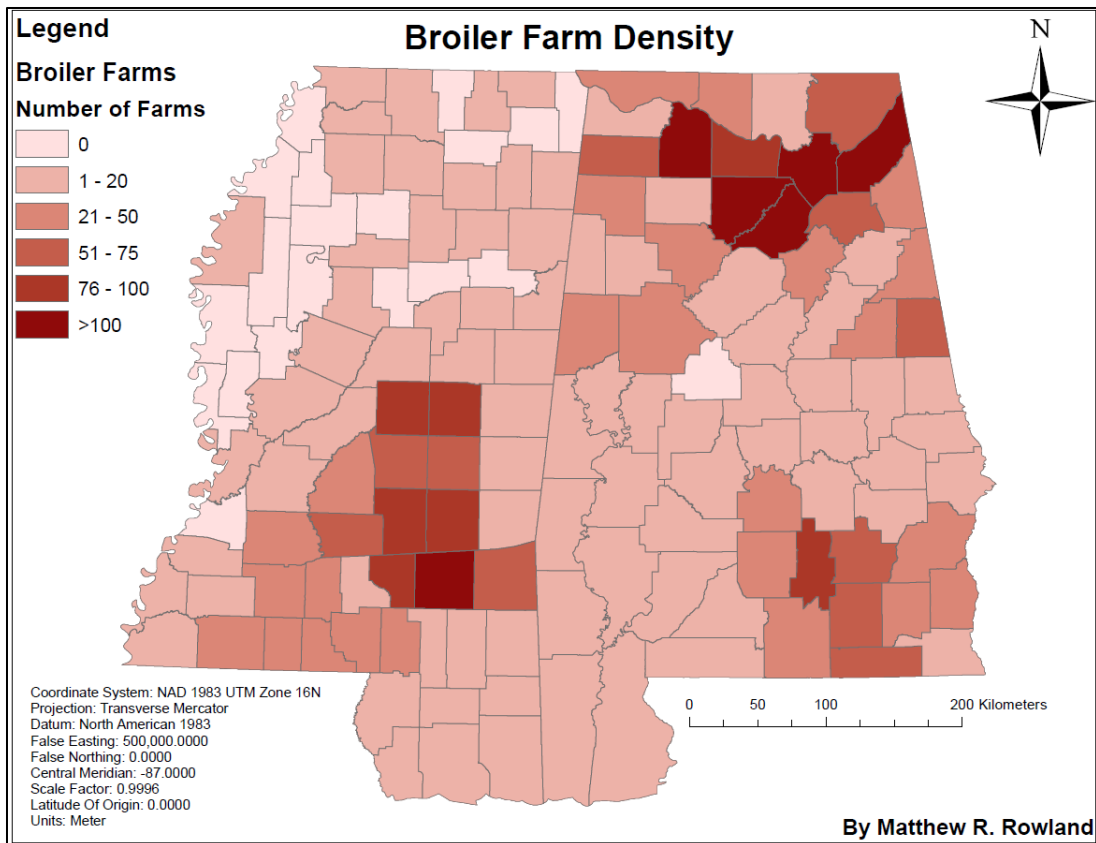 Legend
Broiler Farm Density
N
Broiler Farms
Number of Farms
0
1 - 20
21 - 50
51 - 75
76 - 100
>100
Coordinate System: NAD 1983 UTM Zone 16N
Projection: Transverse Mercator
Datum: North American 1983
False Easting: 500,000.0000
False Northing: 0.0000
Central Meridian: -87.0000
Scale Factor: 0.9996
Latitude Of Origin: 0.0000
Units: Meter
0 50 100 200 Kilometers
By Matthew R. Rowland